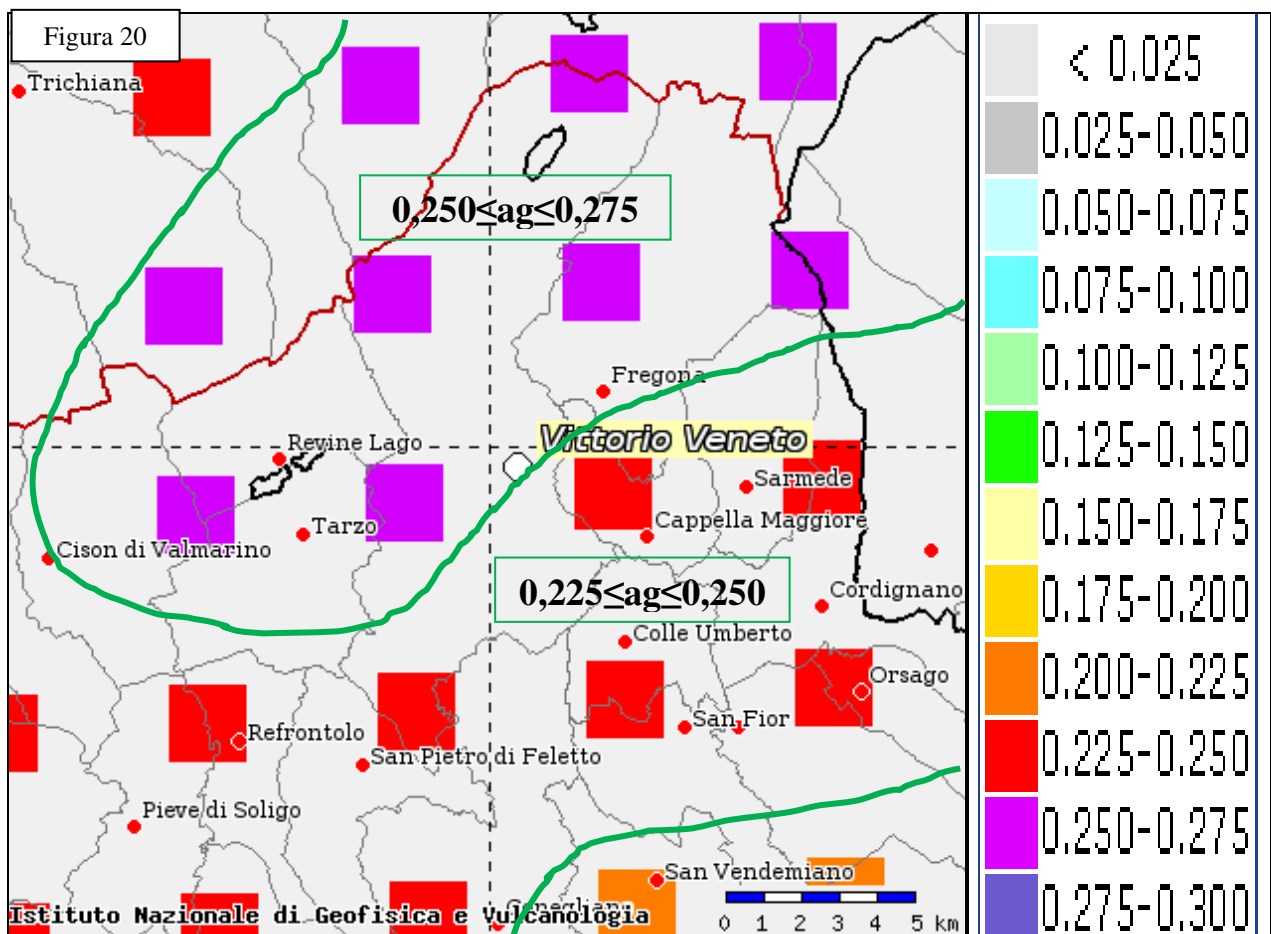 Figura 20
Trichiana
0,250≤ag≤0,275
Fregona
Vittorio Veneto
Revine Lago
Sarmede
Cappella Maggiore
Tarzo
Cison di Valmarino
0,225≤ag≤0,250
Cordignano
Colle Umberto
Orsago
San Fior
Refrontolo
San Pietro di Feletto
Pieve di Soligo
San Vendemiano
Conegliano
Istituto Nazionale di Geofisica e Vulcanologia
0 1 2 3 4 5 km
< 0.025
0.025-0.050
0.050-0.075
0.075-0.100
0.100-0.125
0.125-0.150
0.150-0.175
0.175-0.200
0.200-0.225
0.225-0.250
0.250-0.275
0.275-0.300